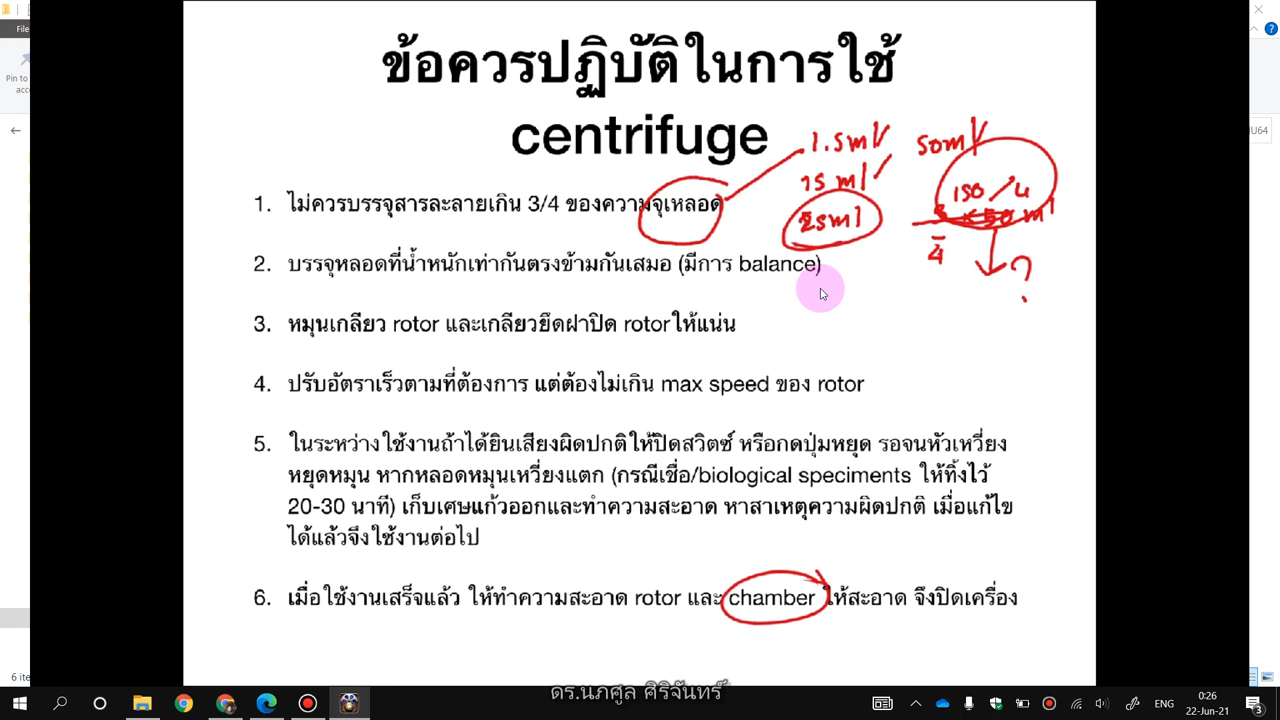 File
Pin to
ข้อควรปฏิบัติในการใช้
centrifuge
1.5ml 50ml
15 ml 150/4
25ml
4 ?
1. ไม่ควรบรรจุสารละลายเกิน 3/4 ของความจุเหลอด
2. บรรจุหลอดที่น้ำหนักเท่ากันตรงข้ามกันเสมอ (มีการ balance)
3. หมุนเกลียว rotor และเกลียวยึดฝาปิด rotor ให้แน่น
4. ปรับอัตราเร็วตามที่ต้องการ แต่ต้องไม่เกิน max speed ของ rotor
5. ในระหว่างใช้งานถ้าได้ยินเสียงผิดปกติให้ปิดสวิตซ์ หรือกดปุ่มหยุด รอจนหัวเหวี่ยง
หยุดหมุน หากหลอดหมุนเหวี่ยงแตก (กรณีเชื่อ/biological speciments ให้ทิ้งไว้
20-30 นาที) เก็บเศษแก้วออกและทำความสะอาด หาสาเหตุความผิดปกติ เมื่อแก้ไข
ได้แล้วจึงใช้งานต่อไป
6. เมื่อใช้งานเสร็จแล้ว ให้ทำความสะอาด rotor และ chamber ให้สะอาด จึงปิดเครื่อง
ดร.นภศูล ศิริจันทร์
U64
ENG
0:26
22-Jun-21
3